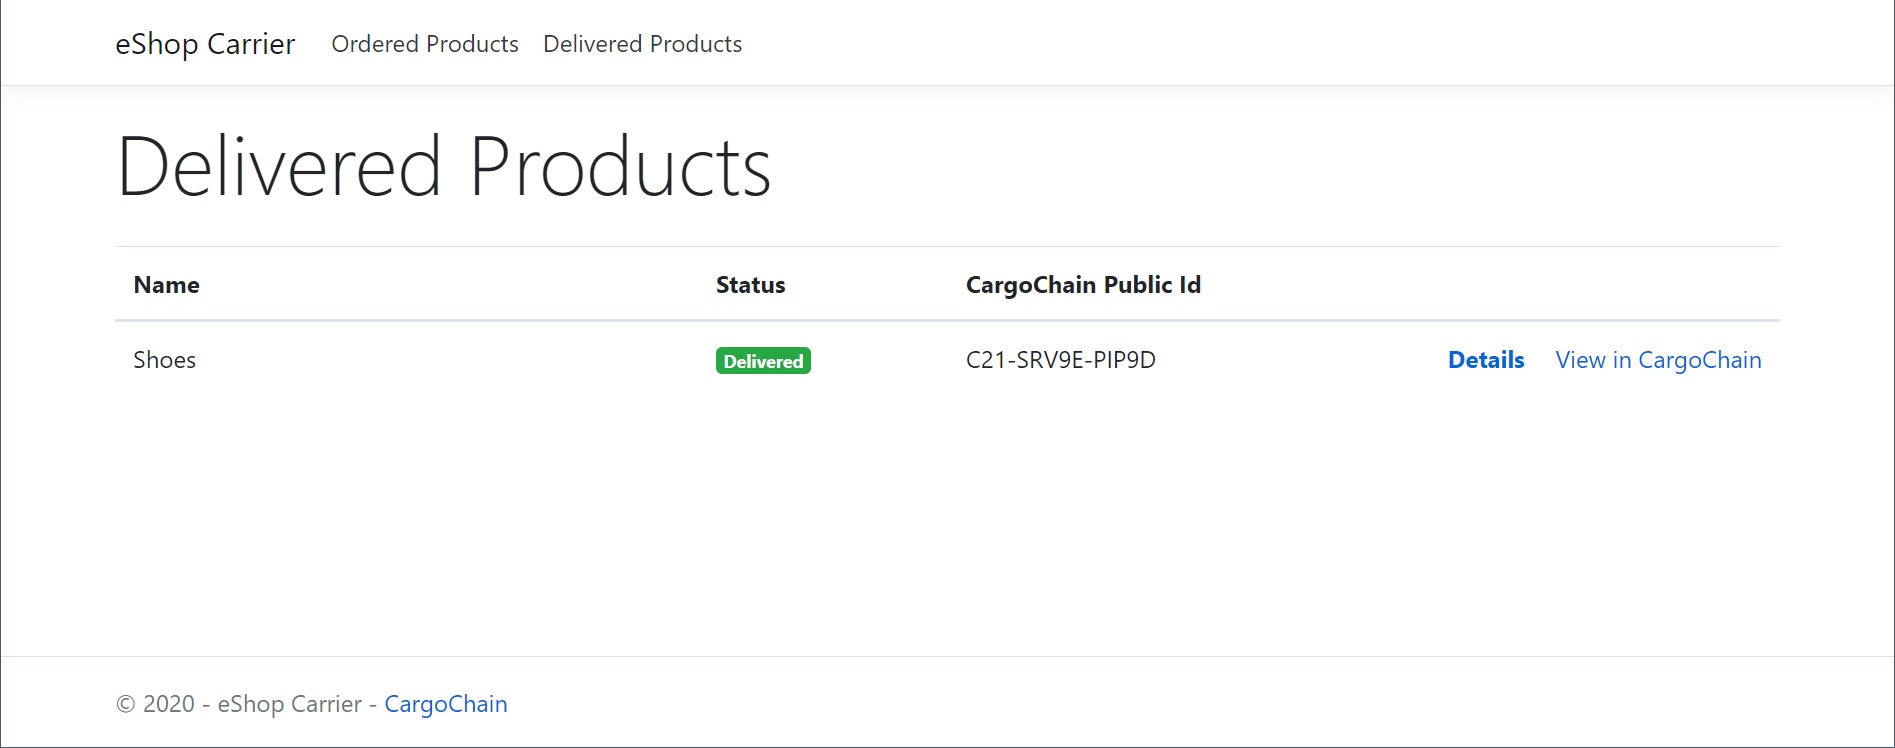 eShop Carrier Ordered Products Delivered Products
Delivered Products
Name Status CargoChain Public Id
Shoes Delivered C21-SRV9E-PIP9D Details View in CargoChain
© 2020 - eShop Carrier - CargoChain